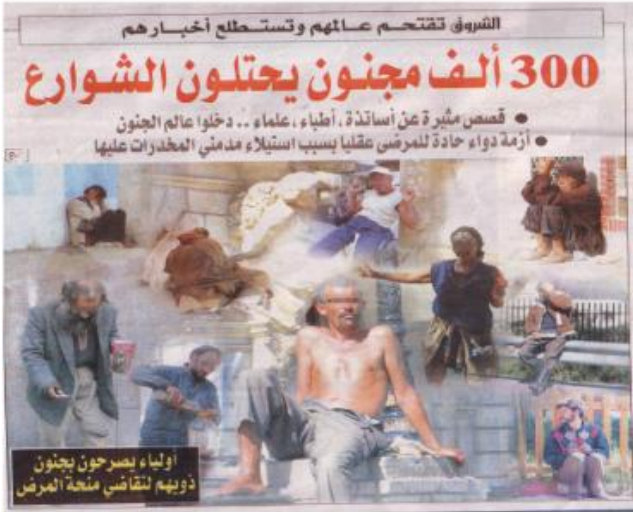 الشروق تقتحم عالمهم وتستطلع أخبارهم
300 ألف مجنون يحتلون الشوارع
● قصص مثيرة عن أساتذة، أطباء، علماء .. دخلوا عالم الجنون
● أزمة دواء حادة للمرضى عقليا بسبب استيلاء مدمني المخدرات عليها
أولياء يصرحون بجنون
ذويهم لتقاضي منحة المرض